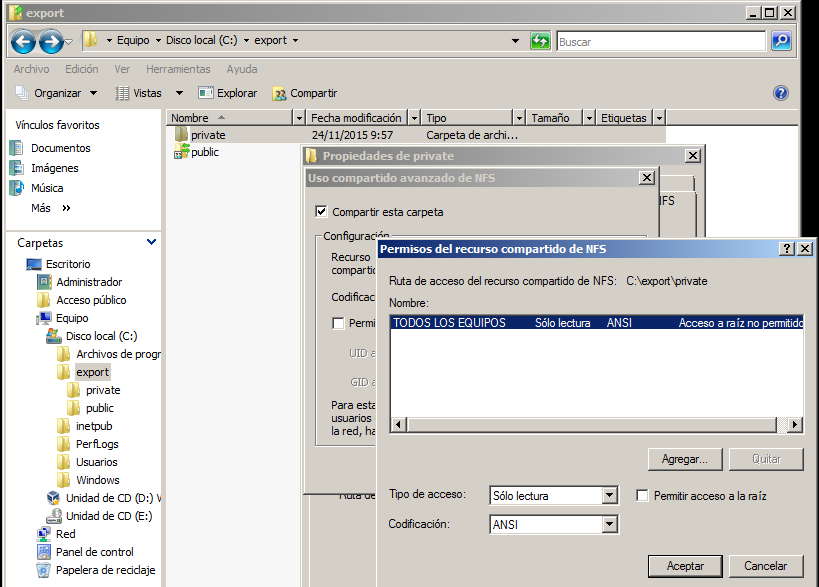 export
Equipo Disco local (C:) export
Buscar
Archivo Edición Ver Herramientas Ayuda
Organizar Vistas Explorar Compartir
Vínculos favoritos
Documentos
Imágenes
Música
Más »
Nombre Fecha modificación Tipo Tamaño Etiquetas
private 24/11/2015 9:57 Carpeta de archi...
public
Carpetas
Escritorio
Administrador
Acceso público
Equipo
Disco local (C:)
Archivos de progr
export
private
public
inetpub
PerfLogs
Usuarios
Windows
Unidad de CD (D:) V
Unidad de CD (E:)
Red
Panel de control
Papelera de reciclaje
Propiedades de private
NFS
Uso compartido avanzado de NFS
Compartir esta carpeta
Configuración
Recurso
compartic
Codificac
Permi
UID a
GID a
Para esta
usuarios
la red, ha
Ruta de
Permisos del recurso compartido de NFS
Ruta de acceso del recurso compartido de NFS: C:\export\private
Nombre:
TODOS LOS EQUIPOS Sólo lectura ANSI Acceso a raíz no permitido
Agregar... Quitar
Tipo de acceso: Sólo lectura Permitir acceso a la raíz
Codificación: ANSI
Aceptar Cancelar